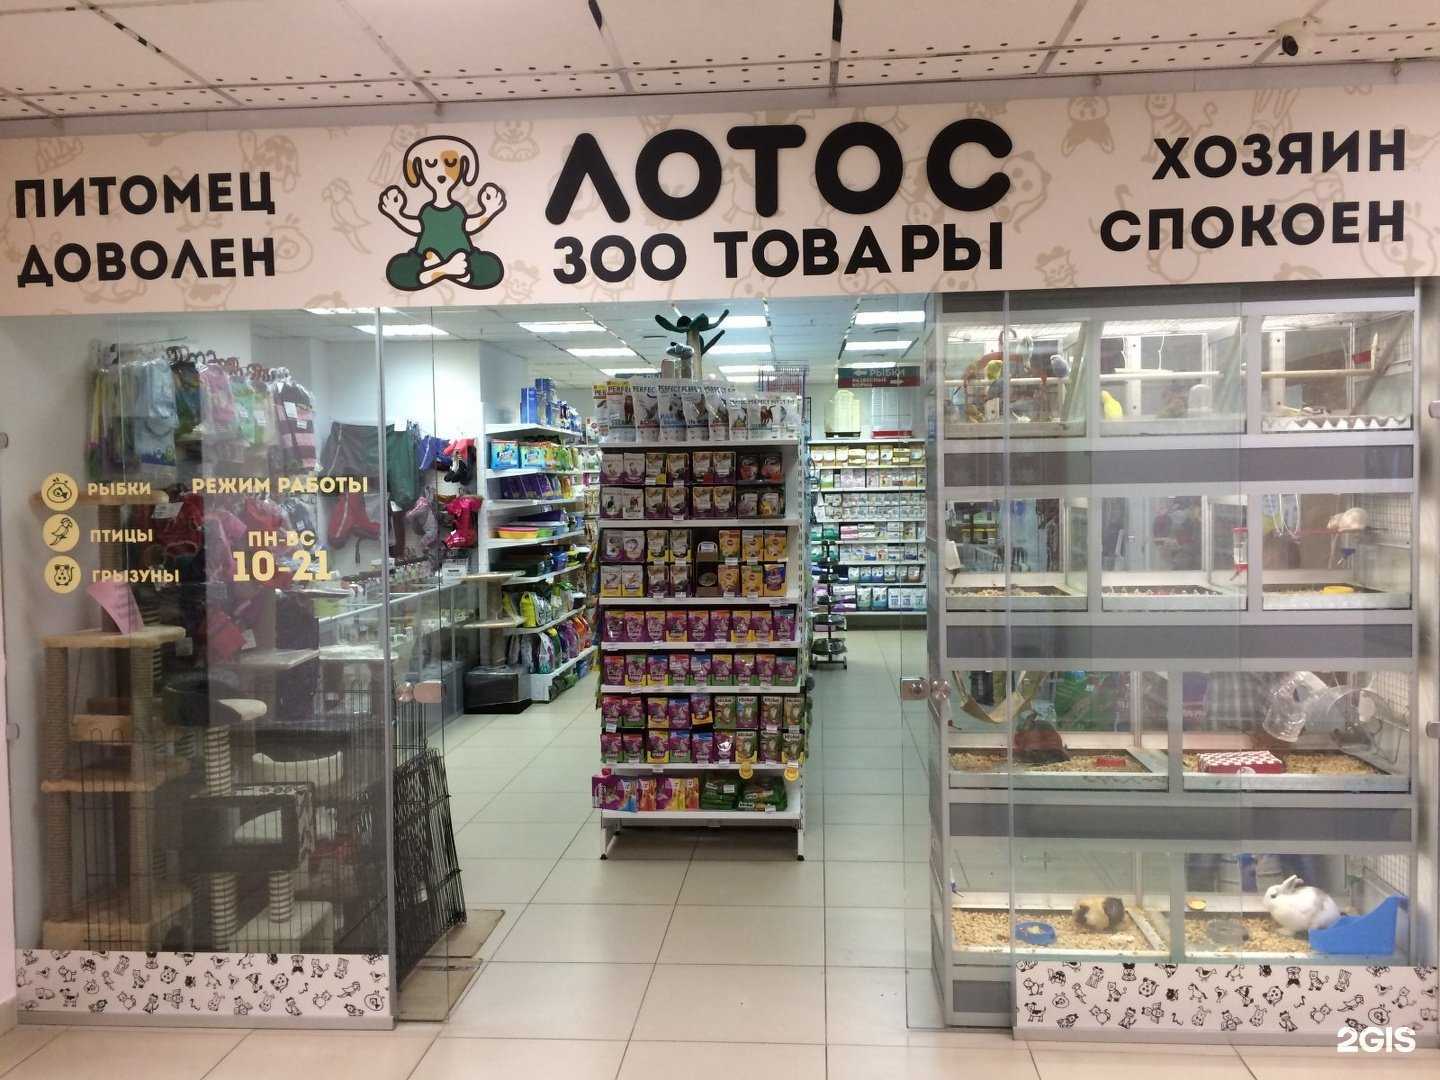 ПИТОМЕЦ
ДОВОЛЕН
ЛОТОС
ЗОО ТОВАРЫ
ХОЗЯИН
СПОКОЕН
РЫБКИ
РЫБКИ
ПТИЦЫ
ГРЫЗУНЫ
РЕЖИМ РАБОТЫ
ПН-ВС
10-21
2GIS